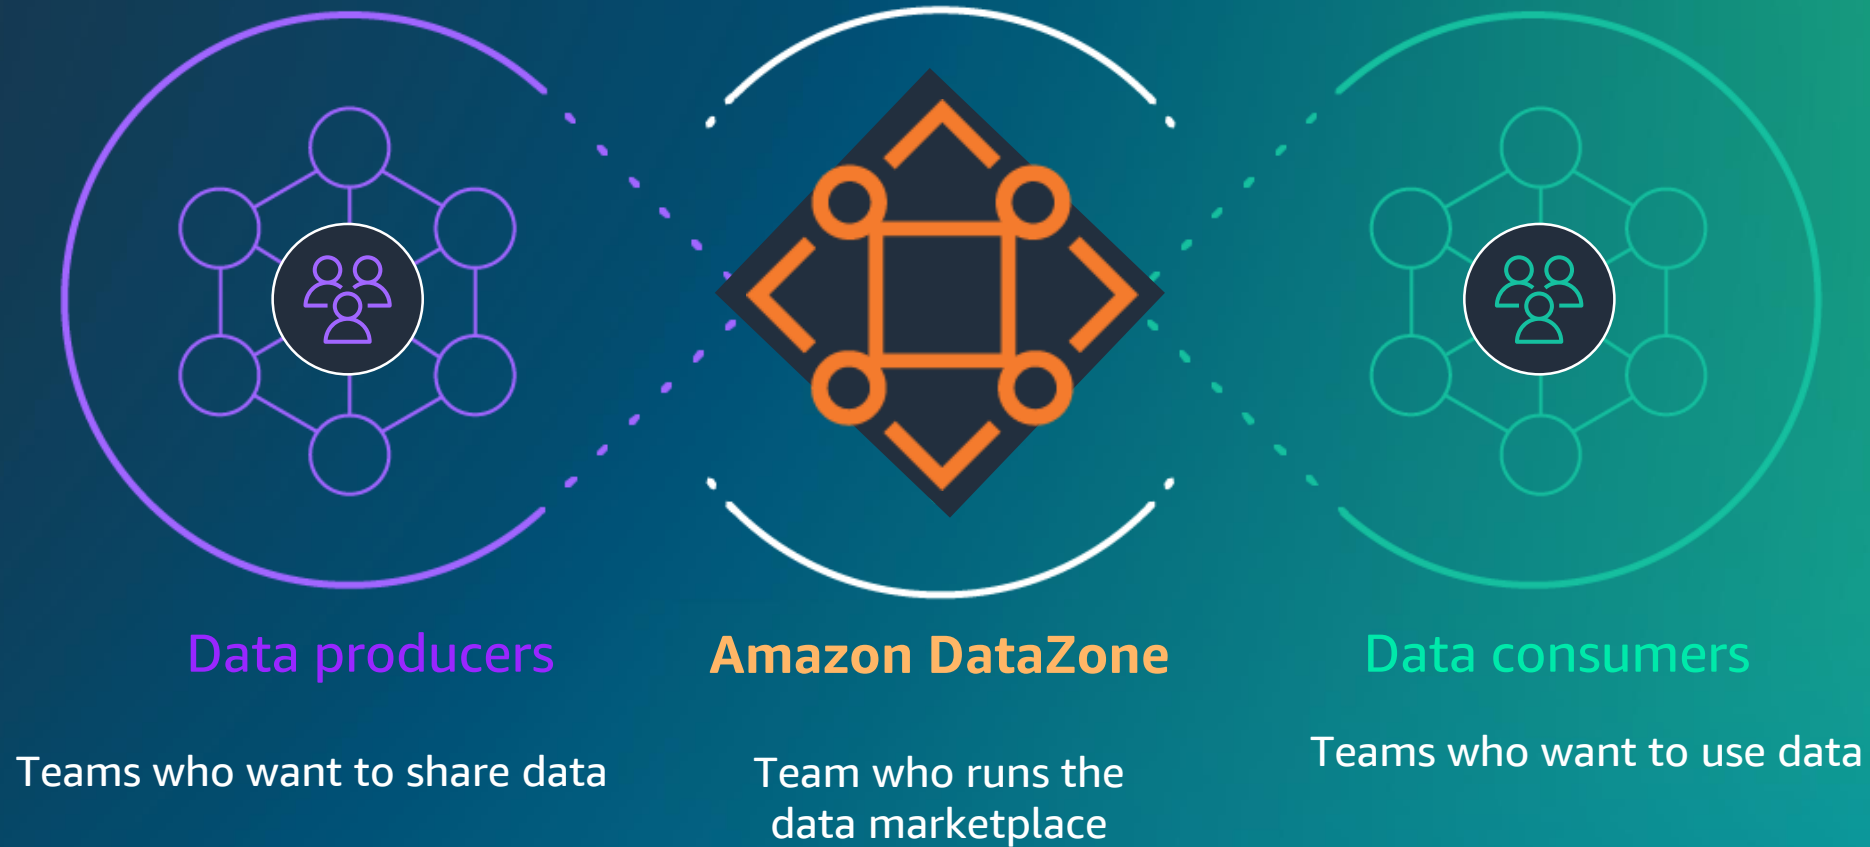 Data producers
Teams who want to share data
Amazon DataZone
Team who runs the
data marketplace
Data consumers
Teams who want to use data